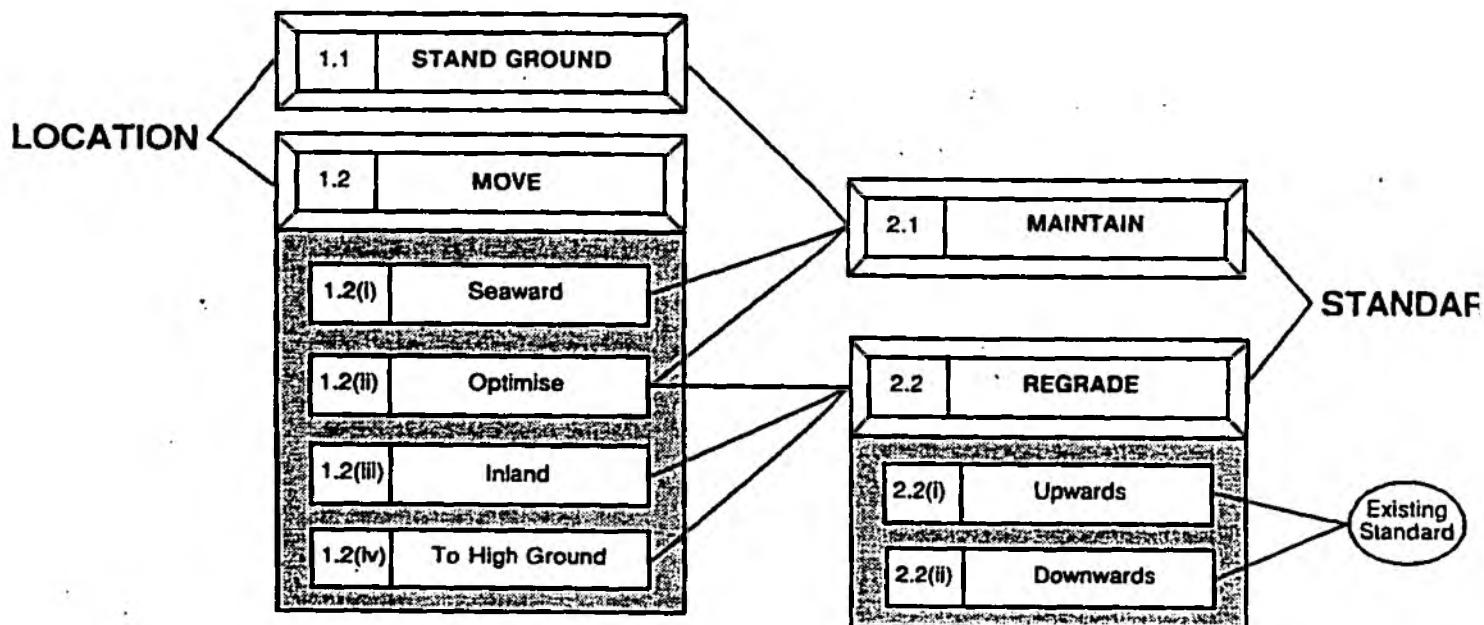 LOCATION
1.1 STAND GROUND
1.2 MOVE
1.2(i) Seaward
1.2(ii) Optimise
1.2(iii) Inland
1.2(iv) To High Ground
2.1 MAINTAIN
2.2 REGRADE
2.2(i) Upwards
2.2(ii) Downwards
STANDAR
Existing
Standard